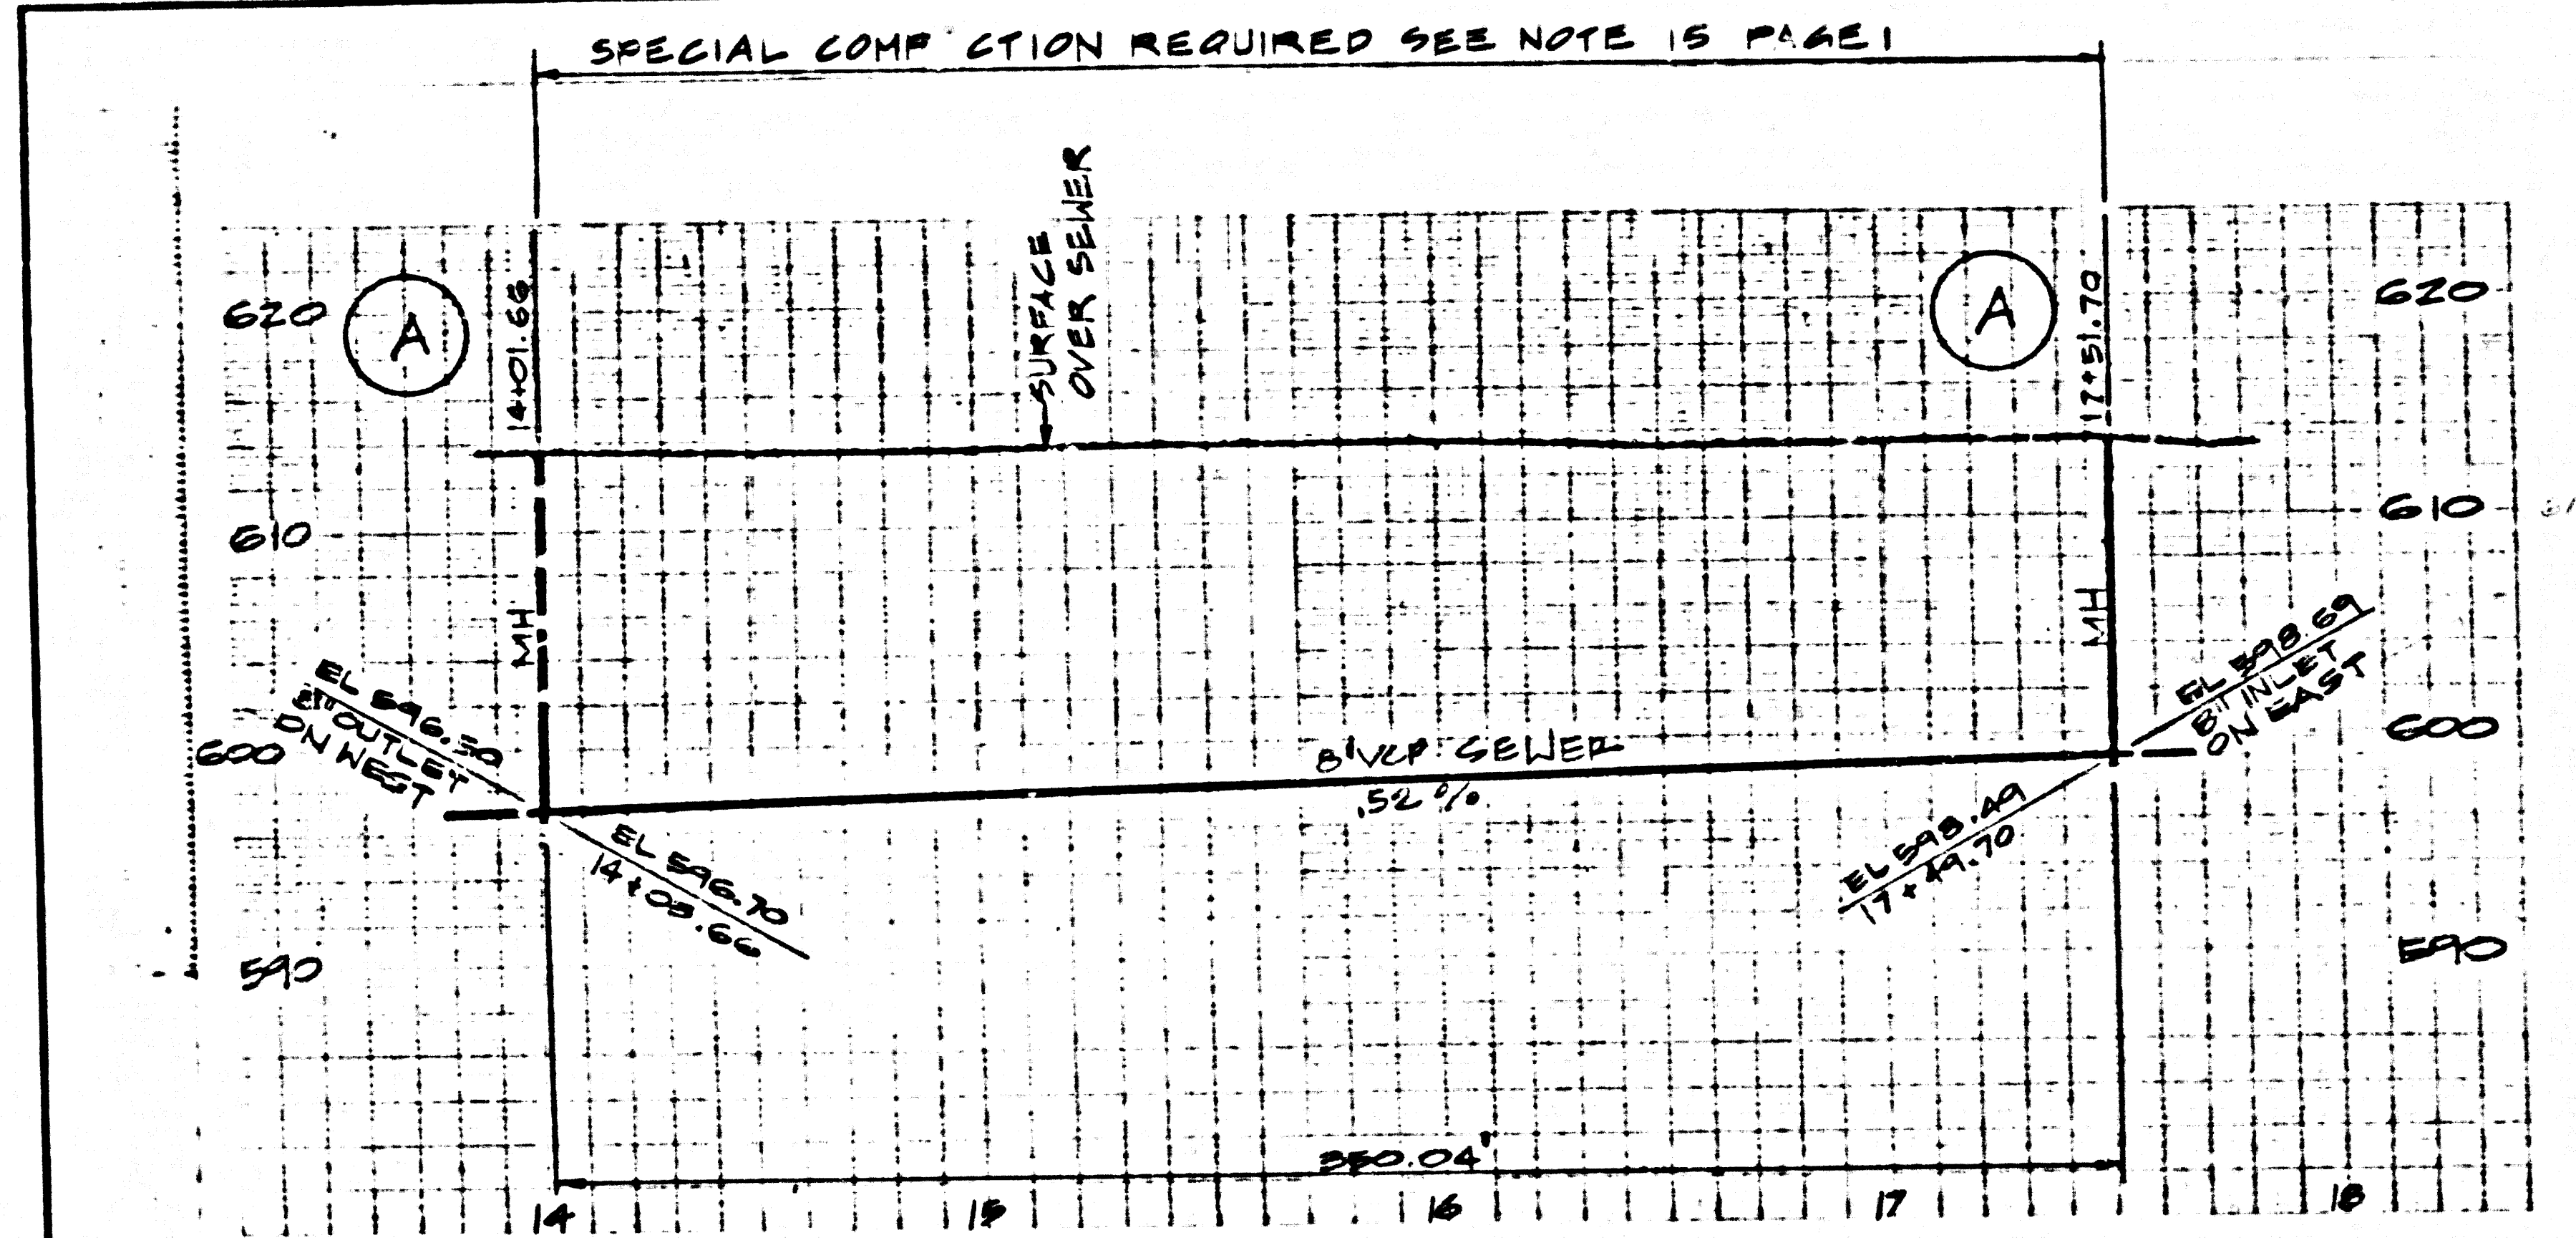 SPECIAL COMP CTION REQUIRED SEE NOTE 15 PAGE 1
SURFACE
OVER SEWER
620
A
14+01.66
A
17+51.70
620
610
610
MH
MH
EL 596.50
8" OUTLET
ON WEST
600
EL 598.69
8" INLET
ON EAST
600
8" VCP SEWER
.52 %
EL 596.70
14+03.66
EL 598.49
17+49.70
590
590
350.04'
14
15
16
17
18